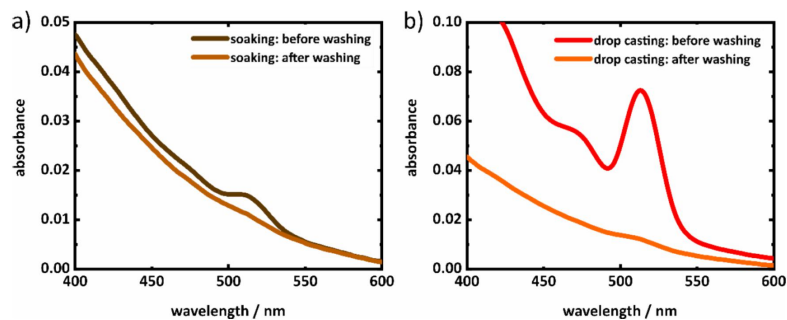 a)
0.05
0.04
0.03
0.02
0.01
0.00
absorbance
soaking: before washing
soaking: after washing
400 450 500 550 600
wavelength / nm
b)
0.10
0.08
0.06
0.04
0.02
0.00
absorbance
drop casting: before washing
drop casting: after washing
400 450 500 550 600
wavelength / nm